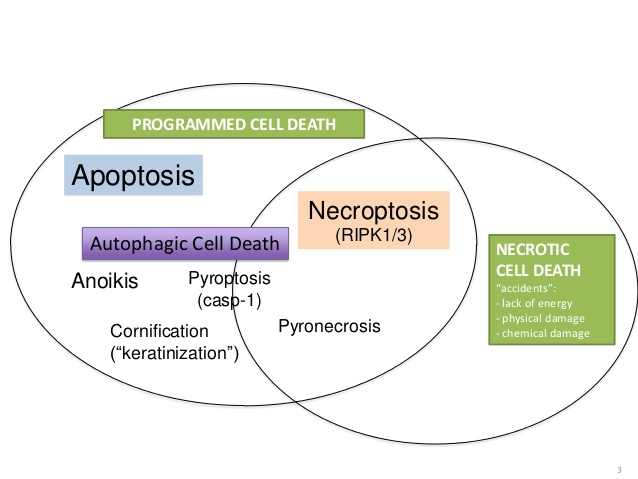 PROGRAMMED CELL DEATH
Apoptosis
Necroptosis
(RIPK1/3)
Autophagic Cell Death
NECROTIC
CELL DEATH
“accidents”:
- lack of energy
- physical damage
- chemical damage
Anoikis
Pyroptosis
(casp-1)
Cornification
(“keratinization”)
Pyronecrosis
3